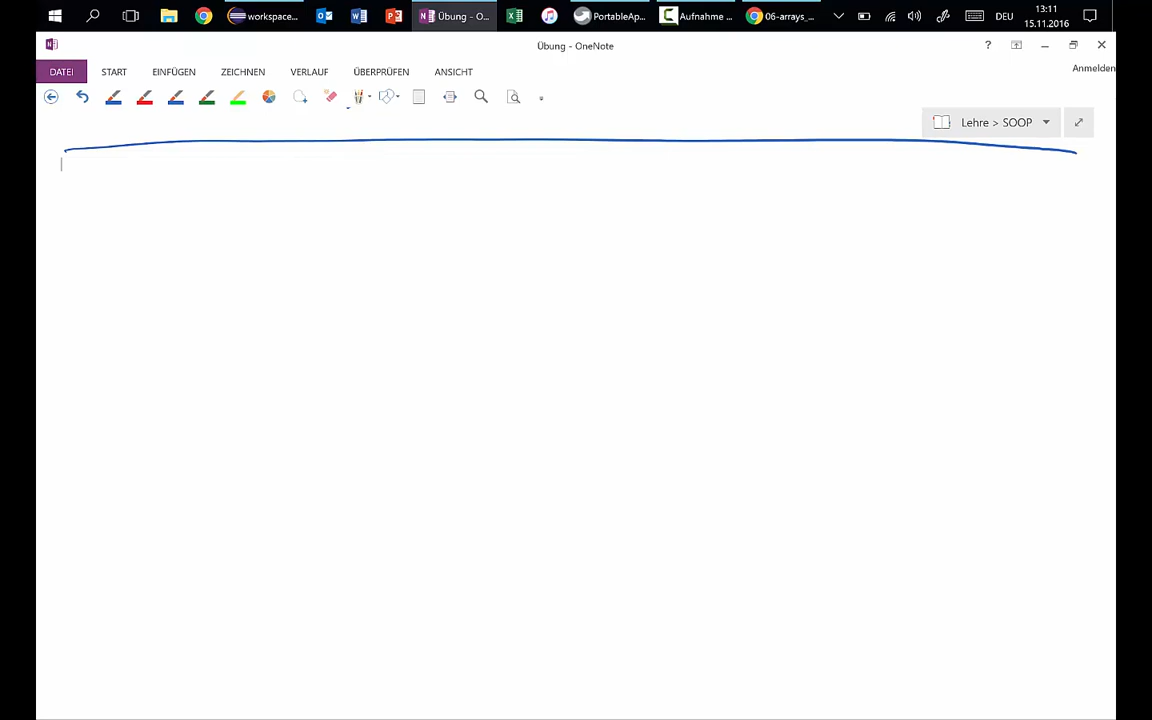 workspace...
Übung - O...
PortableAp...
Aufnahme ...
06-arrays_...
DEU
13:11
15.11.2016
Übung - OneNote
?
Anmelden
DATEI
START
EINFÜGEN
ZEICHNEN
VERLAUF
ÜBERPRÜFEN
ANSICHT
Lehre > SOOP